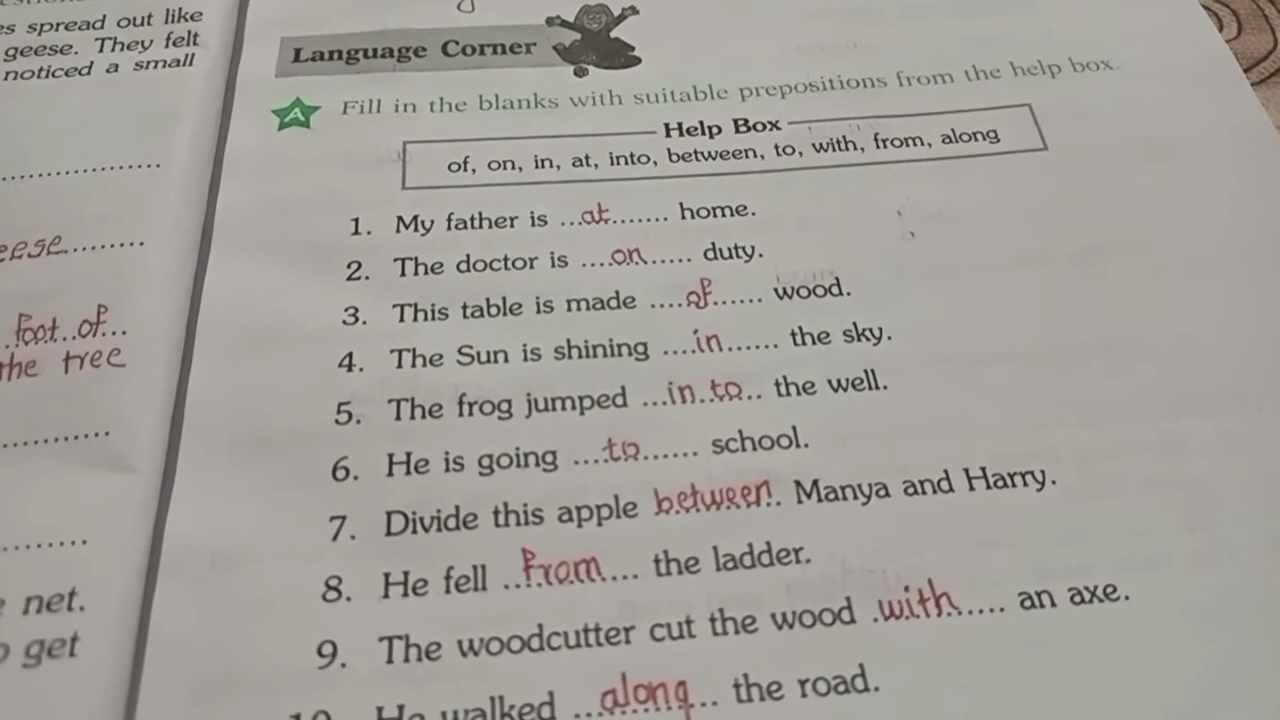 es spread out like
geese. They felt
noticed a small
eese.........
foot of...
the tree
net.
get
Language Corner
A Fill in the blanks with suitable prepositions from the help box.
Help Box
of, on, in, at, into, between, to, with, from, along
1. My father is ...at....... home.
2. The doctor is ....on...... duty.
3. This table is made ....of...... wood.
4. The Sun is shining ....in...... the sky.
5. The frog jumped ...in to.. the well.
6. He is going ....to...... school.
7. Divide this apple between. Manya and Harry.
8. He fell ...from... the ladder.
9. The woodcutter cut the wood .with..... an axe.
10. He walked ...along... the road.